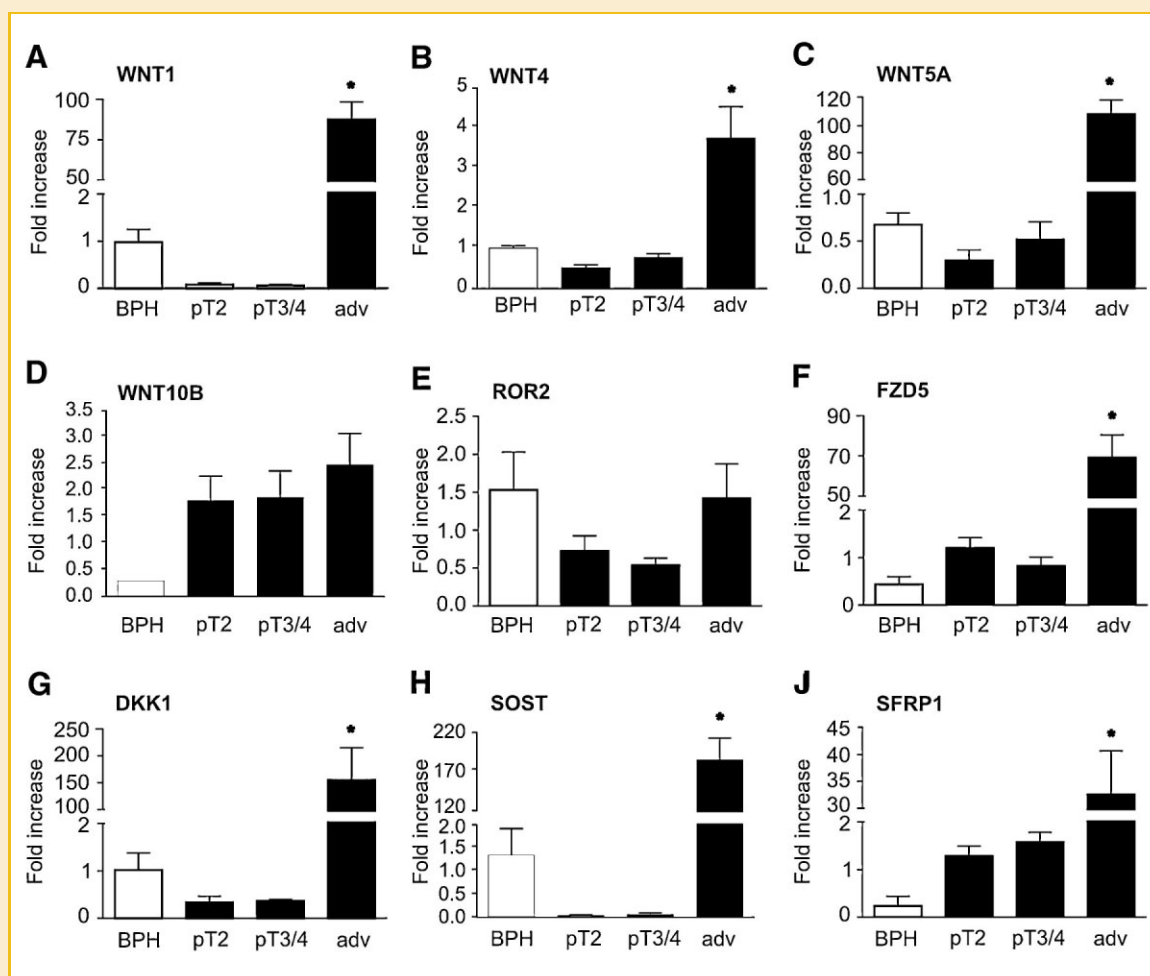 A
WNT1
*
Fold increase
100
75
50
2
1
0
BPH pT2 pT3/4 adv
B
WNT4
*
Fold increase
5
4
3
2
1
0
BPH pT2 pT3/4 adv
C
WNT5A
*
Fold increase
120
100
80
60
1.0
0.5
0.0
BPH pT2 pT3/4 adv
D
WNT10B
Fold increase
3.5
3.0
2.5
2.0
1.5
1.0
0.5
0.0
BPH pT2 pT3/4 adv
E
ROR2
Fold increase
2.5
2.0
1.5
1.0
0.5
0.0
BPH pT2 pT3/4 adv
F
FZD5
*
Fold increase
90
70
50
2
1
0
BPH pT2 pT3/4 adv
G
DKK1
*
Fold increase
250
200
150
100
2
1
0
BPH pT2 pT3/4 adv
H
SOST
*
Fold increase
220
170
120
2.0
1.5
1.0
0.5
0.0
BPH pT2 pT3/4 adv
J
SFRP1
*
Fold increase
45
40
35
30
2
1
0
BPH pT2 pT3/4 adv